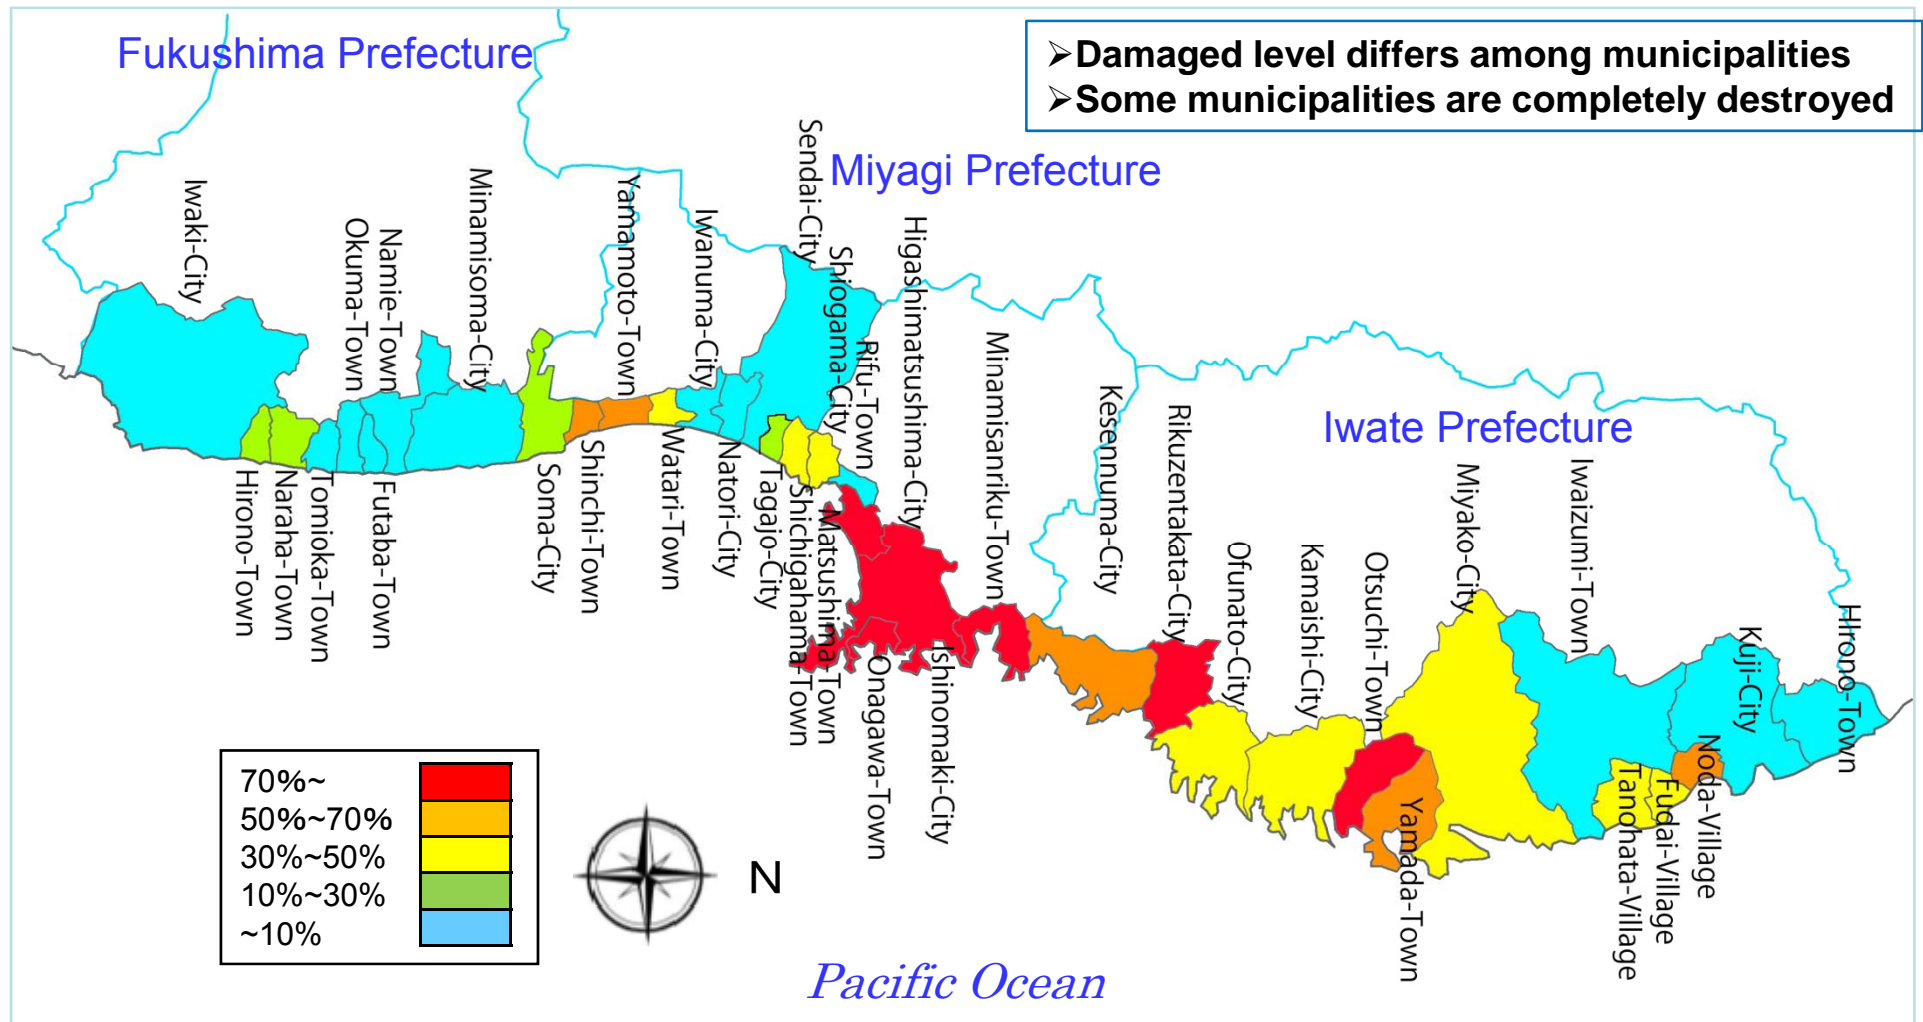 Fukushima Prefecture
➢Damaged level differs among municipalities
➢Some municipalities are completely destroyed
Miyagi Prefecture
Iwate Prefecture
Iwaki-City
Okuma-Town
Namie-Town
Minamisoma-City
Yamamoto-Town
Iwanuma-City
Sendai-City
Shiogama-City
Rifu-Town
Higashimatsushima-City
Minamisanriku-Town
Kesennuma-City
Rikuzentakata-City
Ofunato-City
Kamaishi-City
Otsuchi-Town
Miyako-City
Iwaizumi-Town
Kuji-City
HIrono-Town
Hirono-Town
Naraha-Town
Tomioka-Town
Futaba-Town
Soma-City
Shinchi-Town
Watari-Town
Natori-City
Tagajo-City
Shichigahama-Town
Matsushima-Town
Onagawa-Town
Ishinomaki-City
Yamada-Town
Tanohata-Village
Fudai-Village
Noda-Village
70%~
50%~70%
30%~50%
10%~30%
~10%
N
Pacific Ocean